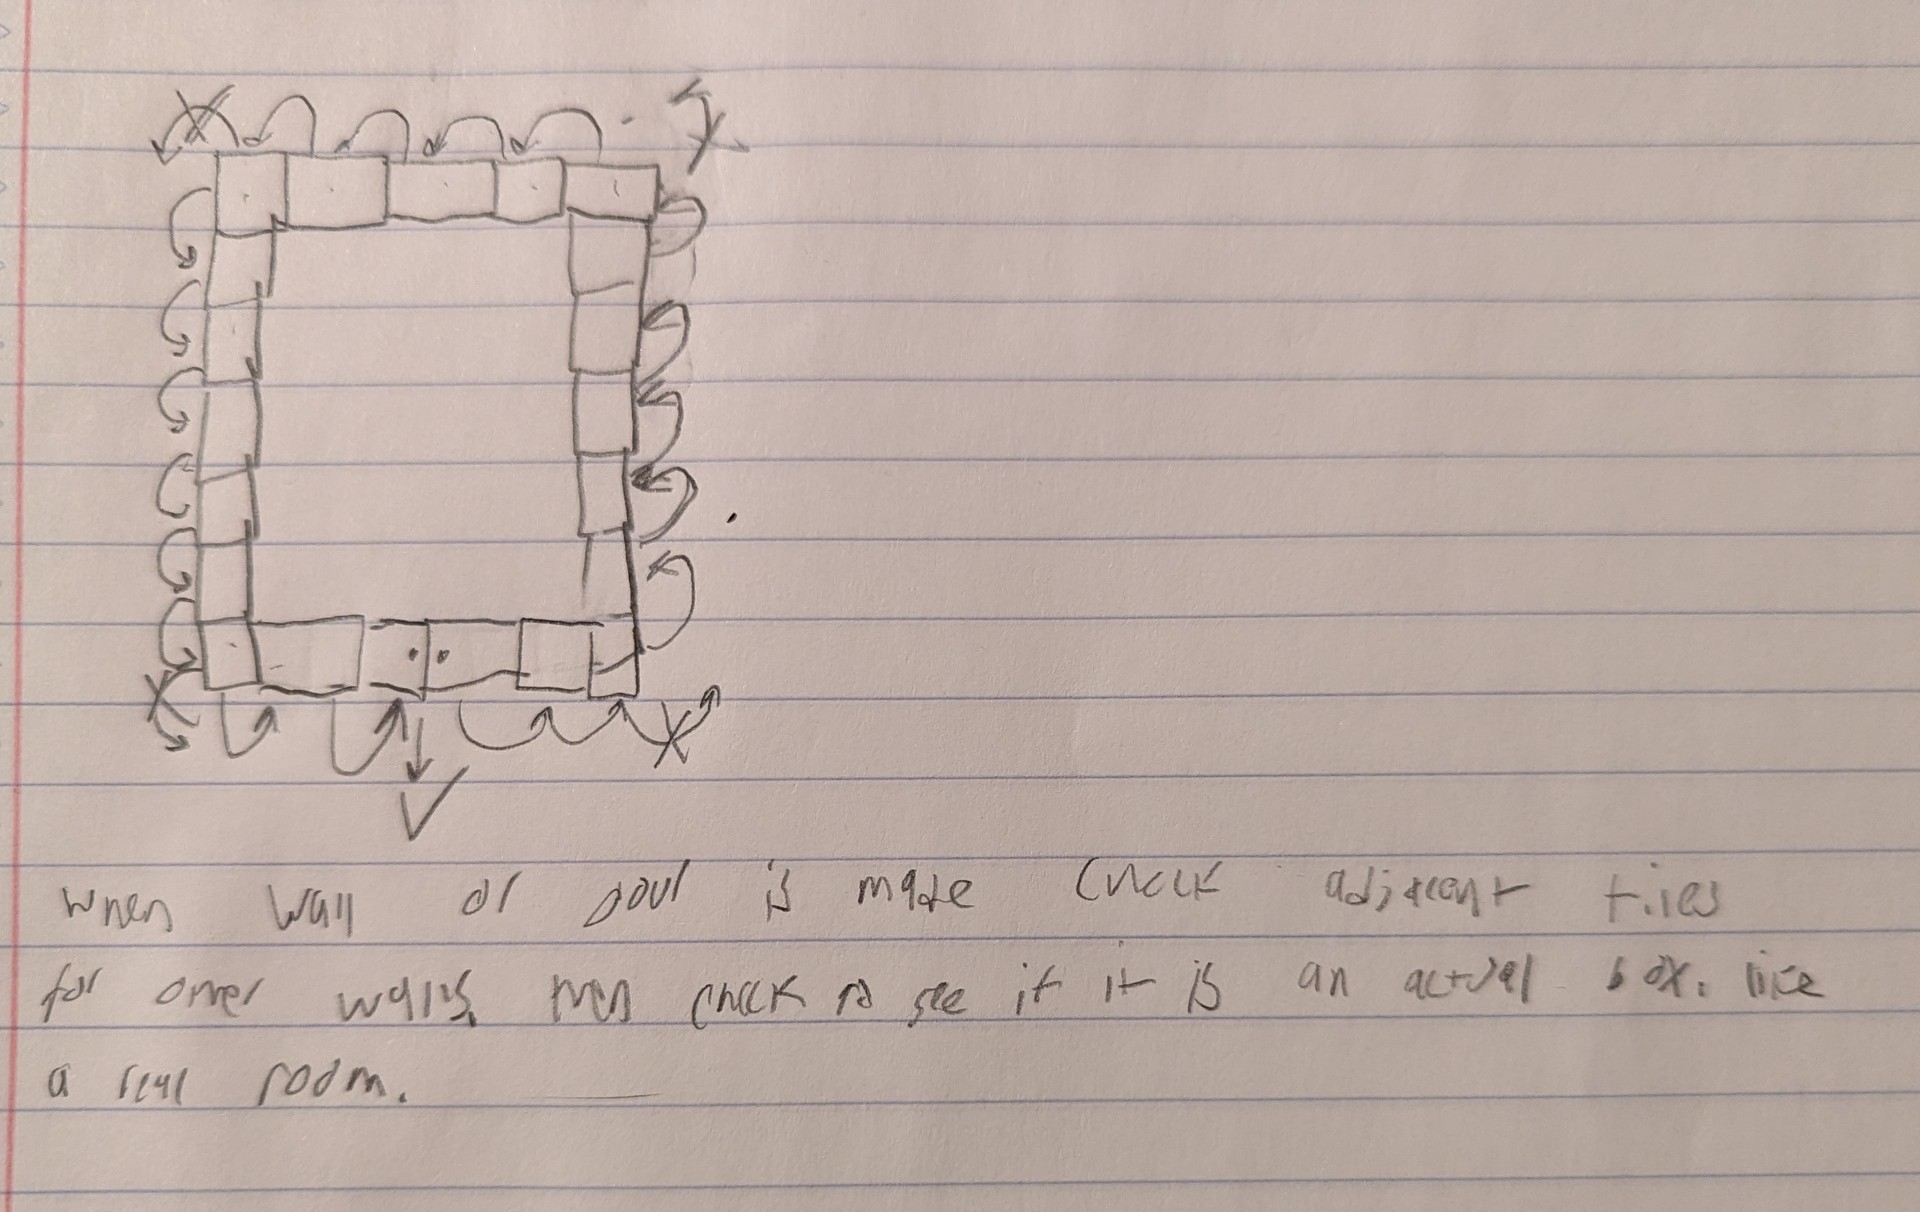 when wall or door is made check adjacent tiles
for other walls, then check to see if it is an actual box. like
a real room.